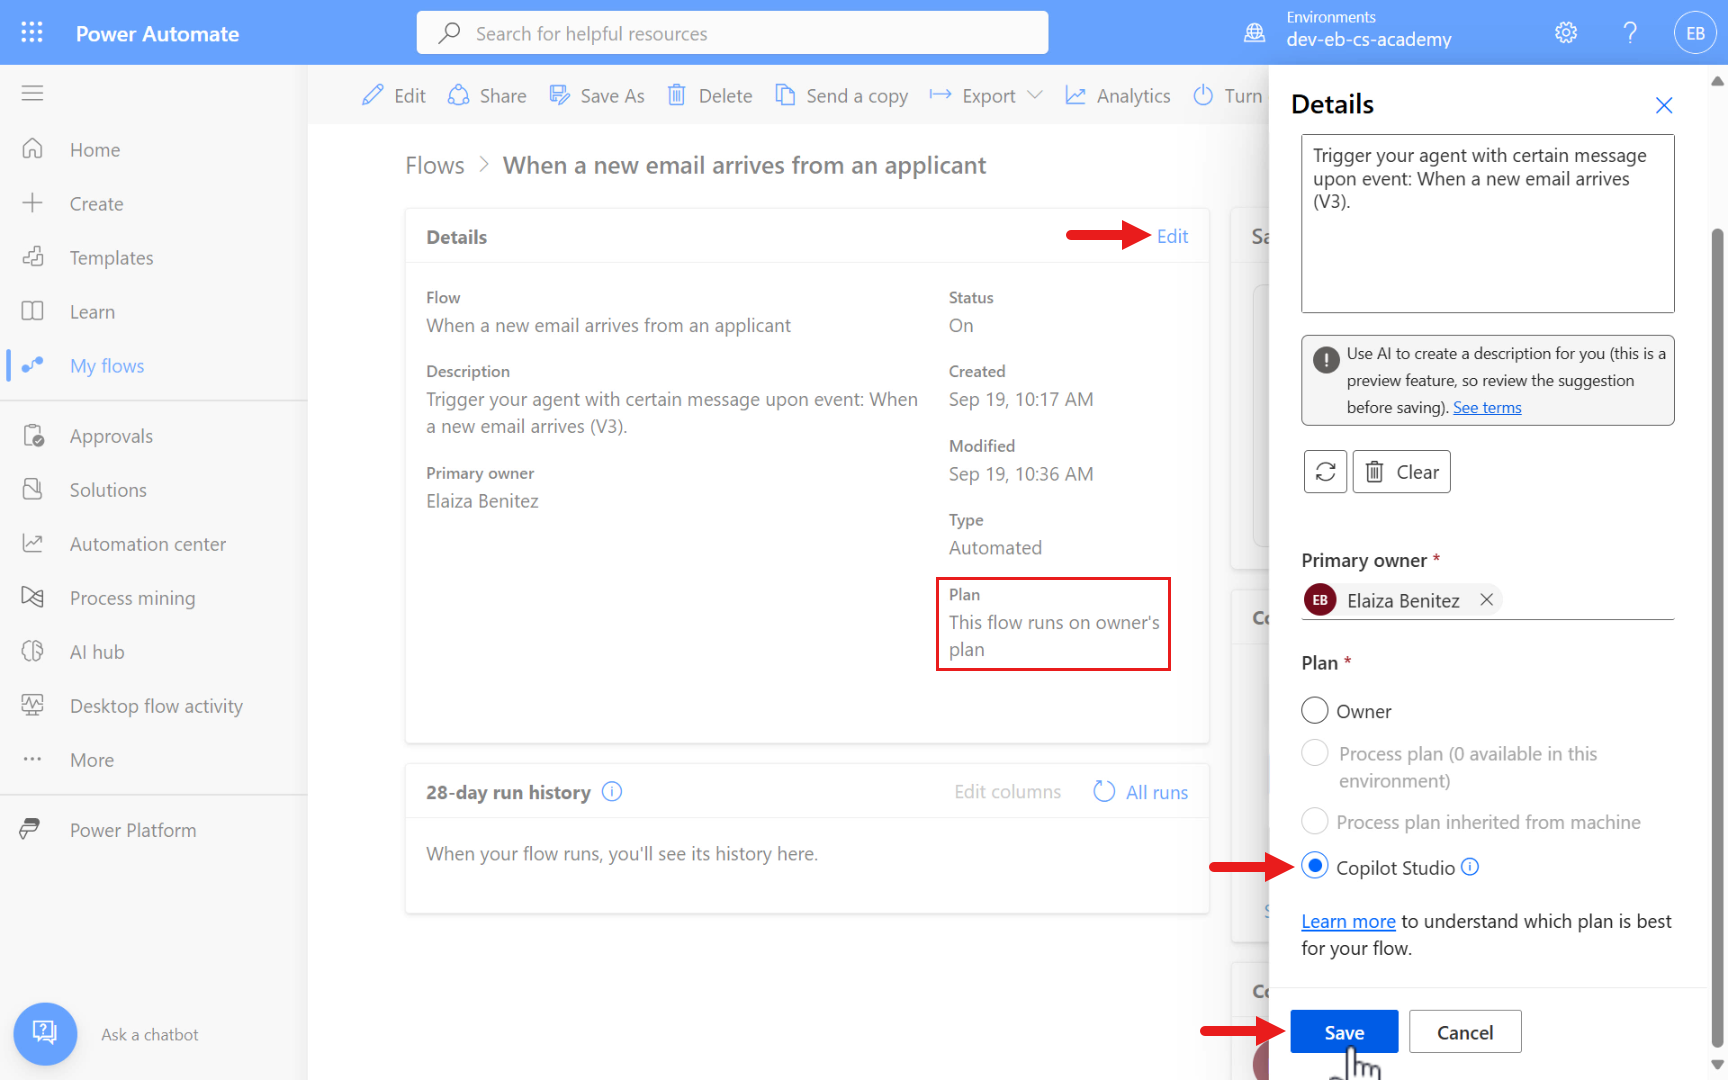 Power Automate
Search for helpful resources
Environments
dev-eb-cs-academy
?
EB
Home
Create
Templates
Learn
My flows
Approvals
Solutions
Automation center
Process mining
AI hub
Desktop flow activity
More
Power Platform
Ask a chatbot
Edit
Share
Save As
Delete
Send a copy
Export
Analytics
Turn
Flows > When a new email arrives from an applicant
Details
Edit
Flow
When a new email arrives from an applicant
Description
Trigger your agent with certain message upon event: When
a new email arrives (V3).
Primary owner
Elaiza Benitez
Status
On
Created
Sep 19, 10:17 AM
Modified
Sep 19, 10:36 AM
Type
Automated
Plan
This flow runs on owner's
plan
28-day run history
Edit columns
All runs
When your flow runs, you'll see its history here.
Details
Trigger your agent with certain message
upon event: When a new email arrives
(V3).
Use AI to create a description for you (this is a
preview feature, so review the suggestion
before saving). See terms
Clear
Primary owner *
EB Elaiza Benitez
Plan *
Owner
Process plan (0 available in this
environment)
Process plan inherited from machine
Copilot Studio
Learn more to understand which plan is best
for your flow.
Save
Cancel